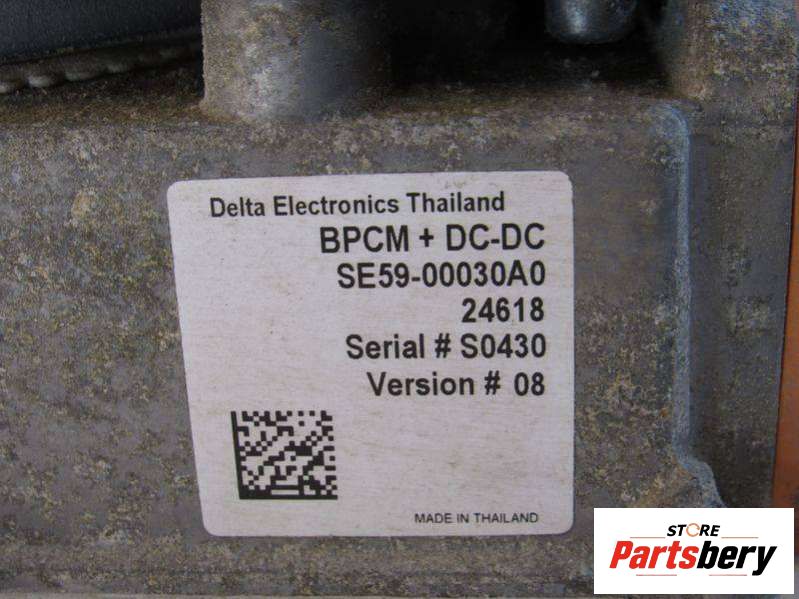 Delta Electronics Thailand
BPCM + DC-DC
SE59-00030A0
24618
Serial # S0430
Version # 08
MADE IN THAILAND
STORE
Partsbery